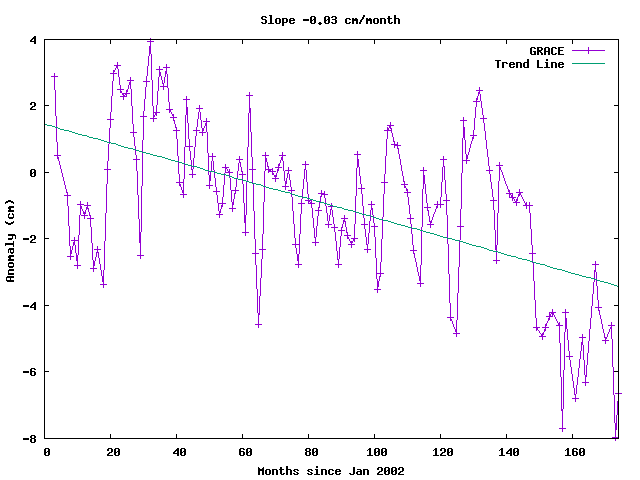 Slope -0.03 cm/month
GRACE
Trend Line
4
2
0
-2
-4
-6
-8
Anomaly (cm)
0 20 40 60 80 100 120 140 160
Months since Jan 2002